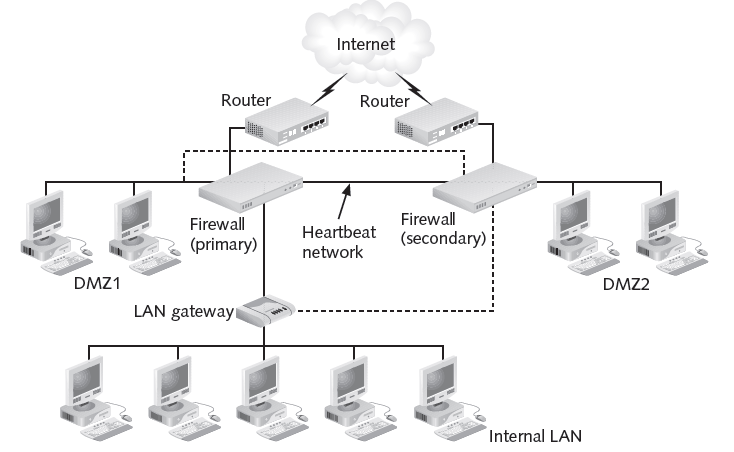 Internet
Router
Router
Firewall
(primary)
Heartbeat
network
Firewall
(secondary)
DMZ1
DMZ2
LAN gateway
Internal LAN